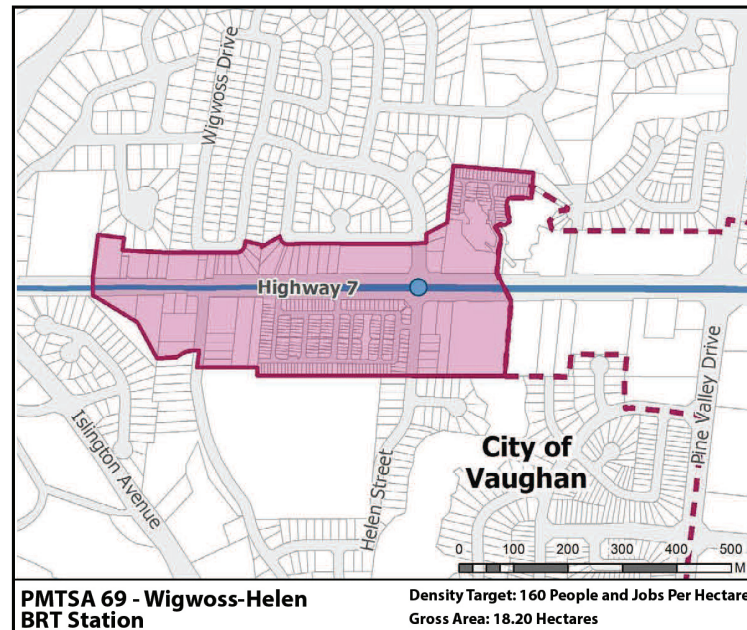 Wigwoss Drive
Highway 7
Pine Valley Drive
Islington Avenue
Helen Street
City of
Vaughan
0 100 200 300 400 500
M
PMTSA 69 - Wigwoss-Helen
BRT Station
Density Target: 160 People and Jobs Per Hectare
Gross Area: 18.20 Hectares